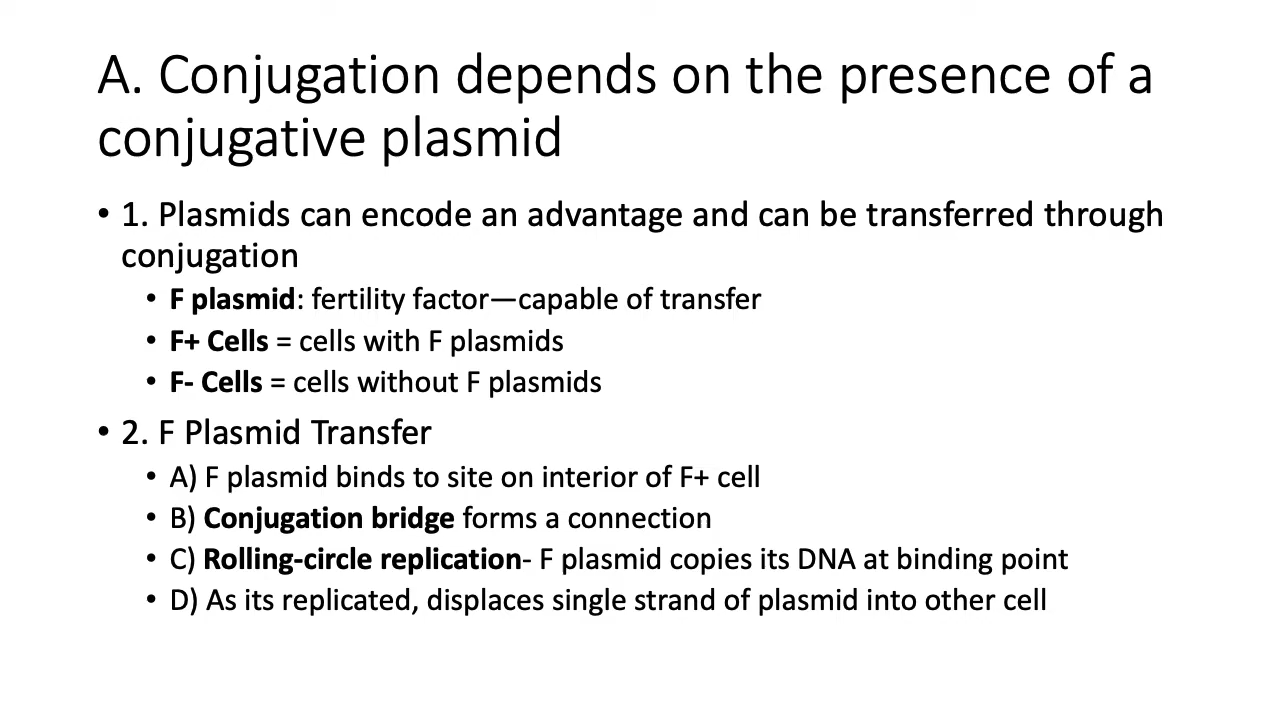 A. Conjugation depends on the presence of a
conjugative plasmid
• 1. Plasmids can encode an advantage and can be transferred through
conjugation
• F plasmid: fertility factor—capable of transfer
• F+ Cells = cells with F plasmids
• F- Cells = cells without F plasmids
• 2. F Plasmid Transfer
• A) F plasmid binds to site on interior of F+ cell
• B) Conjugation bridge forms a connection
• C) Rolling-circle replication- F plasmid copies its DNA at binding point
• D) As its replicated, displaces single strand of plasmid into other cell